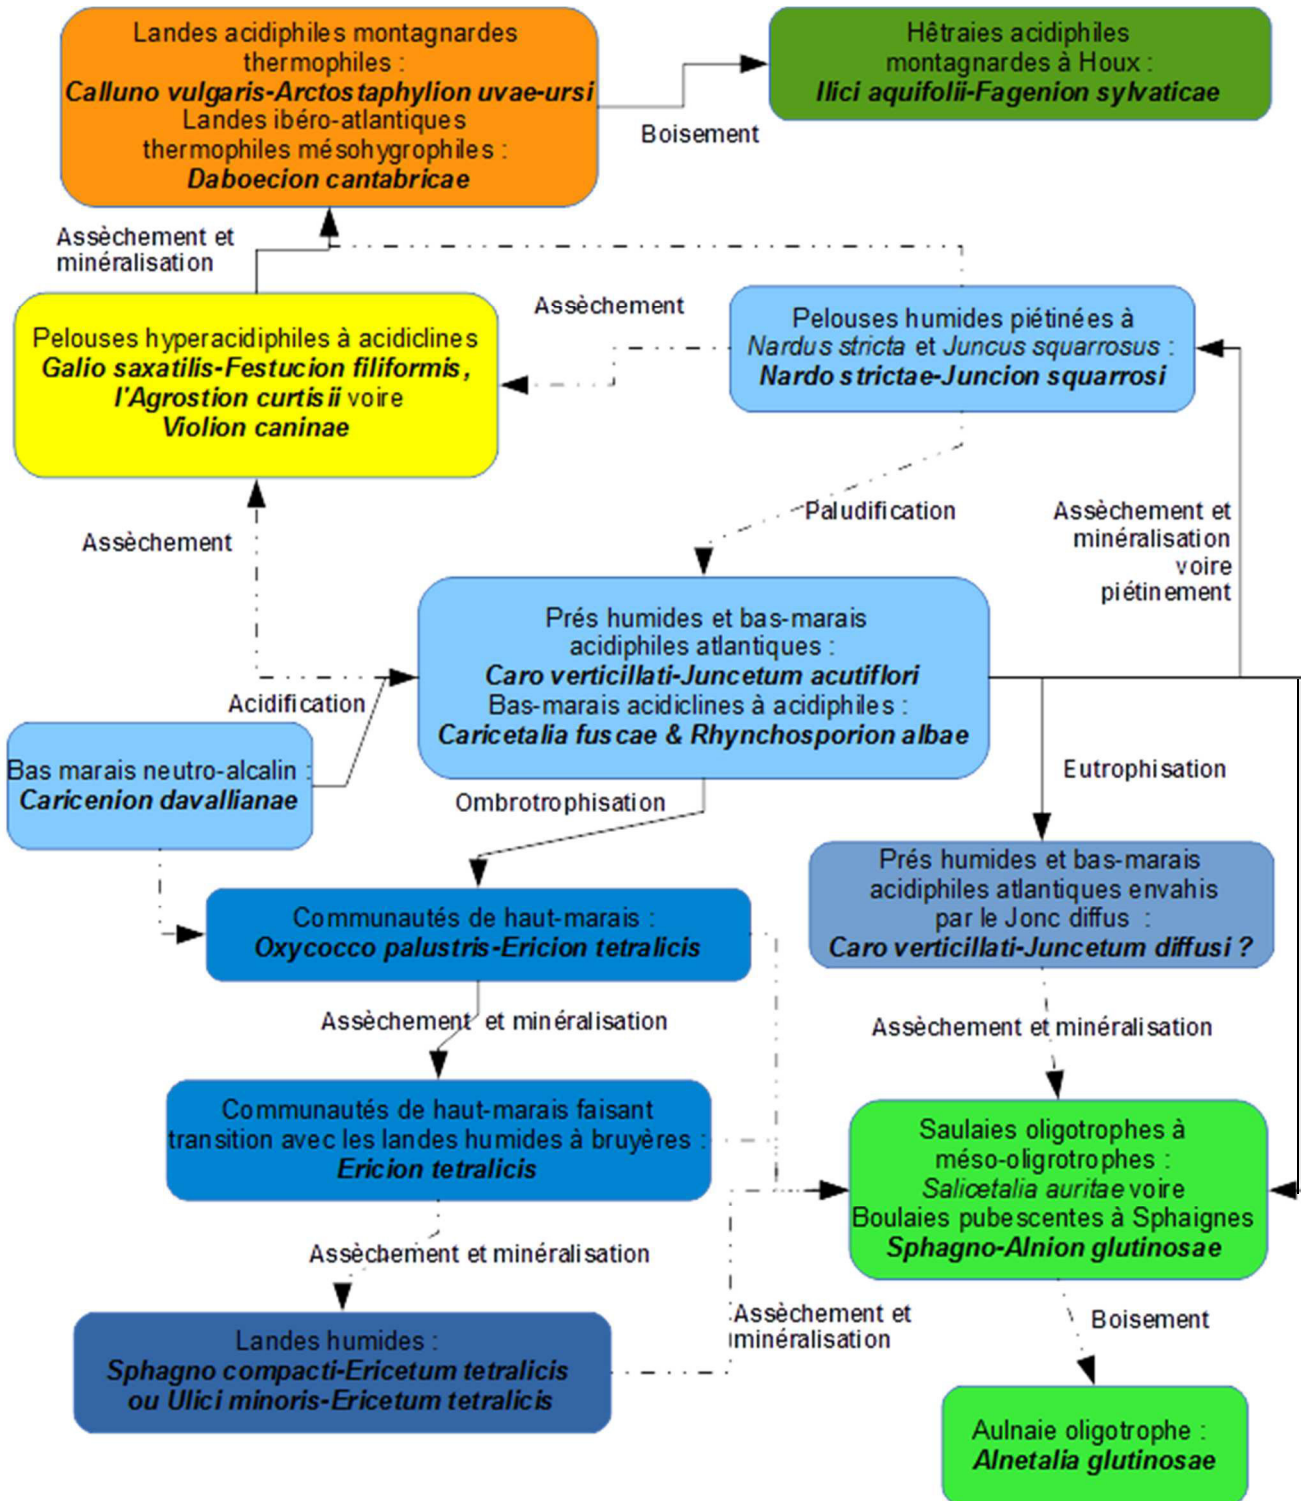 Landes acidiphiles montagnardes
thermophiles :
Calluno vulgaris-Arctostaphylion uvae-ursi
Landes ibéro-atlantiques
thermophiles mésohygrophiles :
Daboecion cantabricae
Hêtraies acidiphiles
montagnardes à Houx :
Ilici aquifolii-Fagenion sylvaticae
Boisement
Assèchement et
minéralisation
Assèchement
Pelouses hyperacidiphiles à acidiclines
Galio saxatilis-Festucion filiformis,
l'Agrostion curtisii voire
Violion caninae
Pelouses humides piétinées à
Nardus stricta et Juncus squarrosus :
Nardo strictae-Juncion squarrosi
Paludification
Assèchement et
minéralisation
voire
piétinement
Assèchement
Prés humides et bas-marais
acidiphiles atlantiques :
Caro verticillati-Juncetum acutiflori
Bas-marais acidiclines à acidiphiles :
Caricetalia fuscae & Rhynchosporion albae
Acidification
Bas marais neutro-alcalin :
Caricenion davallianae
Ombrotrophisation
Eutrophisation
Prés humides et bas-marais
acidiphiles atlantiques envahis
par le Jonc diffus :
Caro verticillati-Juncetum diffusi ?
Communautés de haut-marais :
Oxycocco palustris-Ericion tetralicis
Assèchement et minéralisation
Assèchement et minéralisation
Communautés de haut-marais faisant
transition avec les landes humides à bruyères :
Ericion tetralicis
Saulaies oligotrophes à
méso-oligrotrophes :
Salicetalia auritae voire
Boulaies pubescentes à Sphaignes
Sphagno-Alnion glutinosae
Assèchement et minéralisation
Assèchement et
minéralisation
Boisement
Landes humides :
Sphagno compacti-Ericetum tetralicis
ou Ulici minoris-Ericetum tetralicis
Aulnaie oligotrophe :
Alnetalia glutinosae